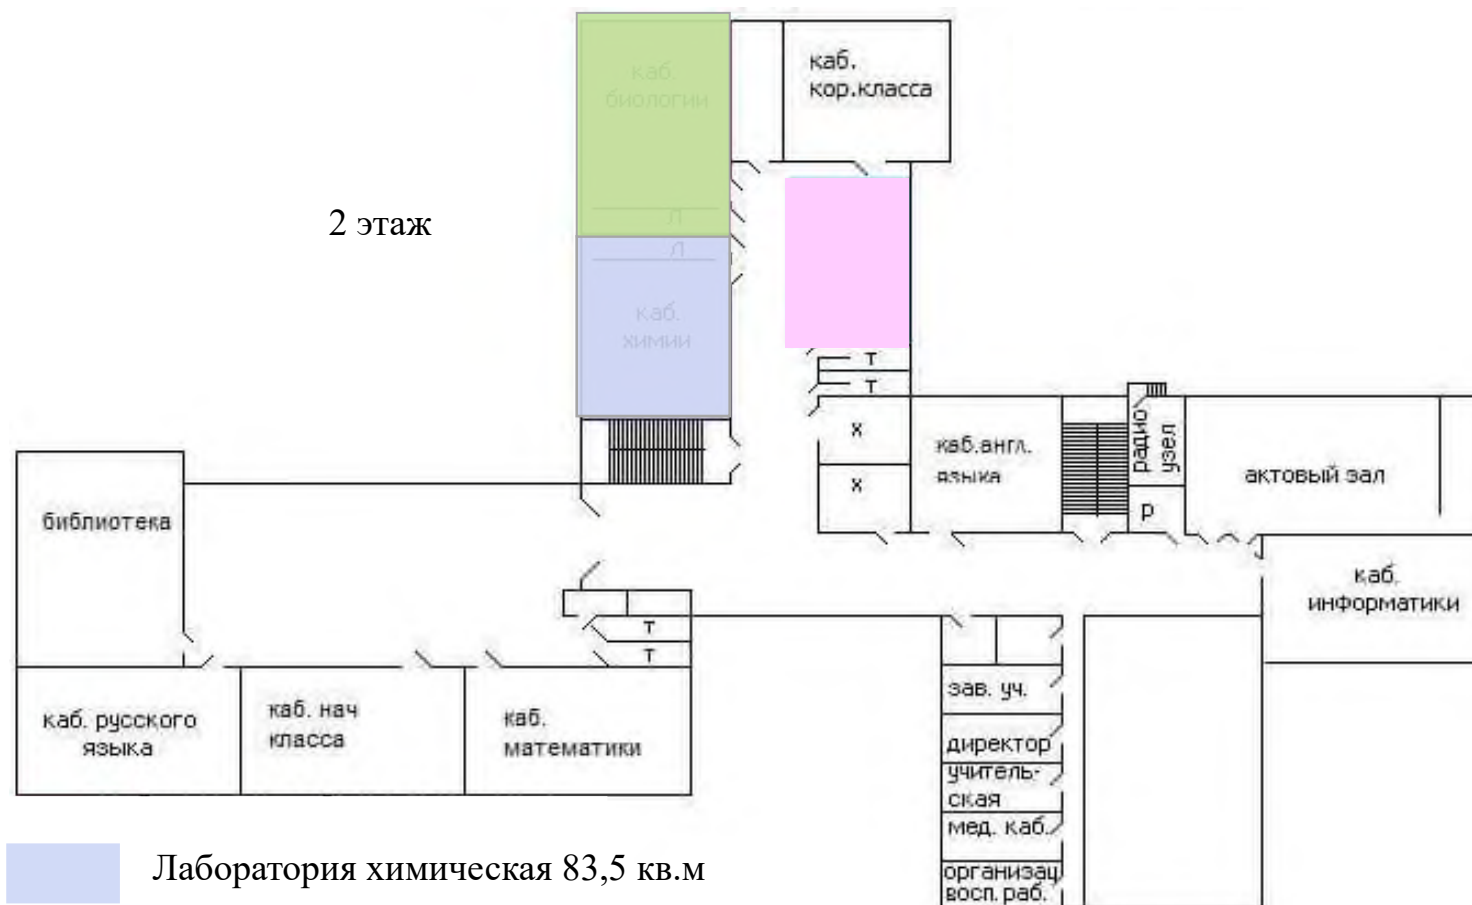 каб.
биологии
Л
Л
каб.
химии
каб.
кор.класса
2 этаж
Т
Т
х
х
каб.англ.
языка
радио
узел
р
актовый зал
каб.
информатики
библиотека
Т
Т
каб. русского
языка
каб. нач
класса
каб.
математики
зав. уч.
директор
учитель-
ская
мед. каб.
организац
восп. раб.
Лаборатория химическая 83,5 кв.м